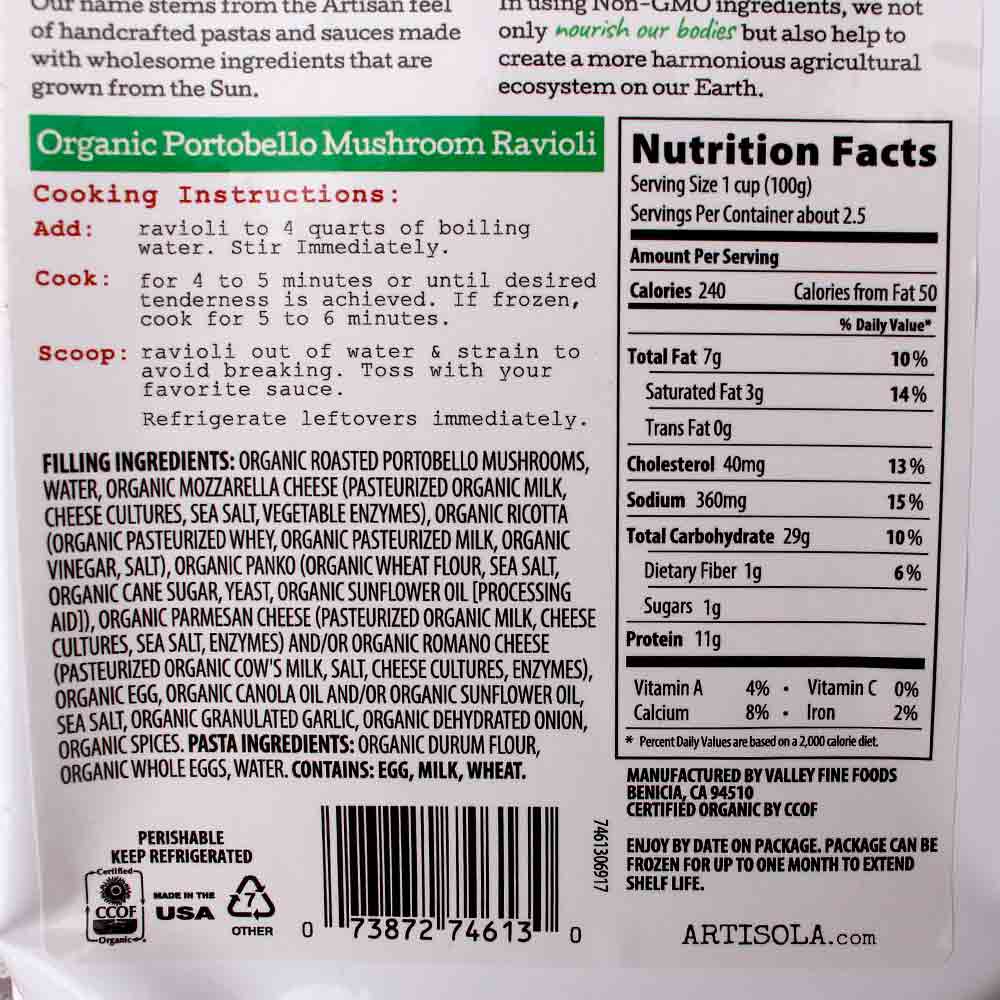 Our name stems from the Artisan feel
of handcrafted pastas and sauces made
with wholesome ingredients that are
grown from the Sun.
In using Non-GMO ingredients, we not
only nourish our bodies but also help to
create a more harmonious agricultural
ecosystem on our Earth.
Organic Portobello Mushroom Ravioli
Cooking Instructions:
Add: ravioli to 4 quarts of boiling
water. Stir Immediately.
Cook: for 4 to 5 minutes or until desired
tenderness is achieved. If frozen,
cook for 5 to 6 minutes.
Scoop: ravioli out of water & strain to
avoid breaking. Toss with your
favorite sauce.
Refrigerate leftovers immediately.
FILLING INGREDIENTS: ORGANIC ROASTED PORTOBELLO MUSHROOMS,
WATER, ORGANIC MOZZARELLA CHEESE (PASTEURIZED ORGANIC MILK,
CHEESE CULTURES, SEA SALT, VEGETABLE ENZYMES), ORGANIC RICOTTA
(ORGANIC PASTEURIZED WHEY, ORGANIC PASTEURIZED MILK, ORGANIC
VINEGAR, SALT), ORGANIC PANKO (ORGANIC WHEAT FLOUR, SEA SALT,
ORGANIC CANE SUGAR, YEAST, ORGANIC SUNFLOWER OIL [PROCESSING
AID]), ORGANIC PARMESAN CHEESE (PASTEURIZED ORGANIC MILK, CHEESE
CULTURES, SEA SALT, ENZYMES) AND/OR ORGANIC ROMANO CHEESE
(PASTEURIZED ORGANIC COW'S MILK, SALT, CHEESE CULTURES, ENZYMES),
ORGANIC EGG, ORGANIC CANOLA OIL AND/OR ORGANIC SUNFLOWER OIL,
SEA SALT, ORGANIC GRANULATED GARLIC, ORGANIC DEHYDRATED ONION,
ORGANIC SPICES. PASTA INGREDIENTS: ORGANIC DURUM FLOUR,
ORGANIC WHOLE EGGS, WATER. CONTAINS: EGG, MILK, WHEAT.
PERISHABLE
KEEP REFRIGERATED
Certified
CCOF
Organic
MADE IN THE
USA
7
OTHER
0 73872 74613 0
7461306917
Nutrition Facts
Serving Size 1 cup (100g)
Servings Per Container about 2.5
Amount Per Serving
Calories 240 Calories from Fat 50
% Daily Value*
Total Fat 7g 10%
Saturated Fat 3g 14%
Trans Fat 0g
Cholesterol 40mg 13%
Sodium 360mg 15%
Total Carbohydrate 29g 10%
Dietary Fiber 1g 6%
Sugars 1g
Protein 11g
Vitamin A 4% • Vitamin C 0%
Calcium 8% • Iron 2%
* Percent Daily Values are based on a 2,000 calorie diet.
MANUFACTURED BY VALLEY FINE FOODS
BENICIA, CA 94510
CERTIFIED ORGANIC BY CCOF
ENJOY BY DATE ON PACKAGE. PACKAGE CAN BE
FROZEN FOR UP TO ONE MONTH TO EXTEND
SHELF LIFE.
ARTISOLA.com